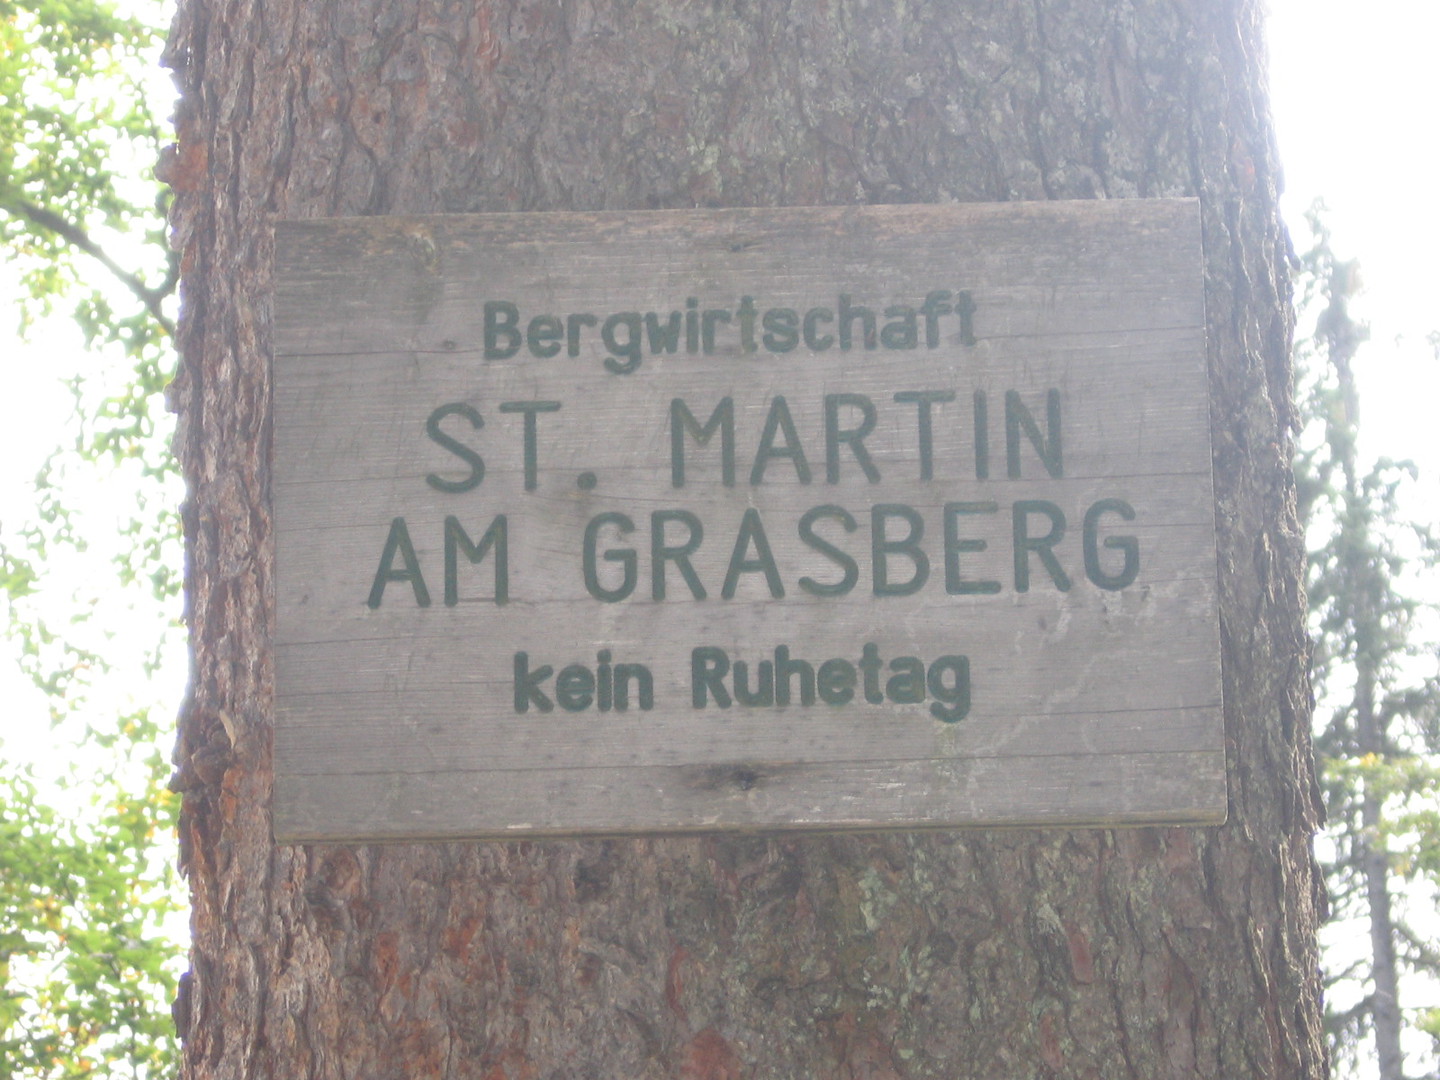 Bergwirtschaft
ST. MARTIN
AM GRASBERG
kein Ruhetag